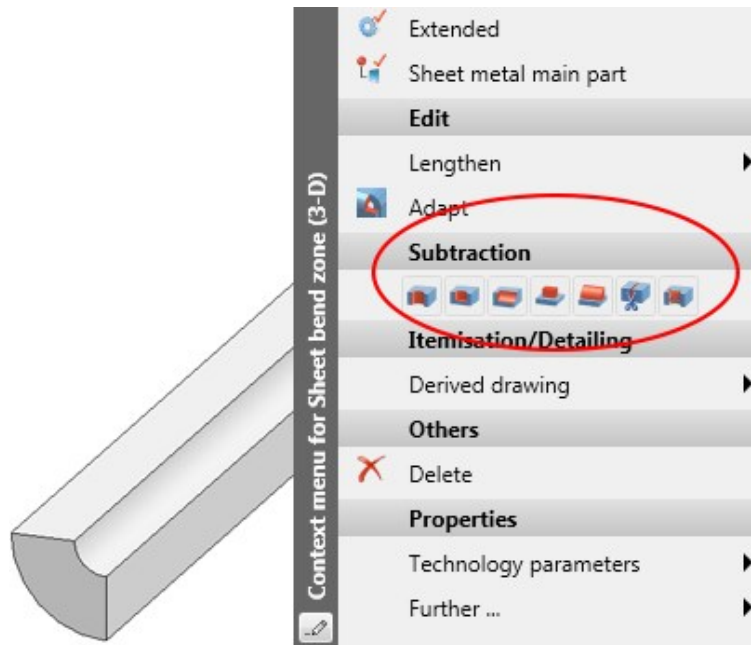 Extended
Sheet metal main part
Edit
Lengthen
Adapt
Subtraction
Itemisation/Detailing
Derived drawing
Others
Delete
Properties
Technology parameters
Further ...
Context menu for Sheet bend zone (3-D)